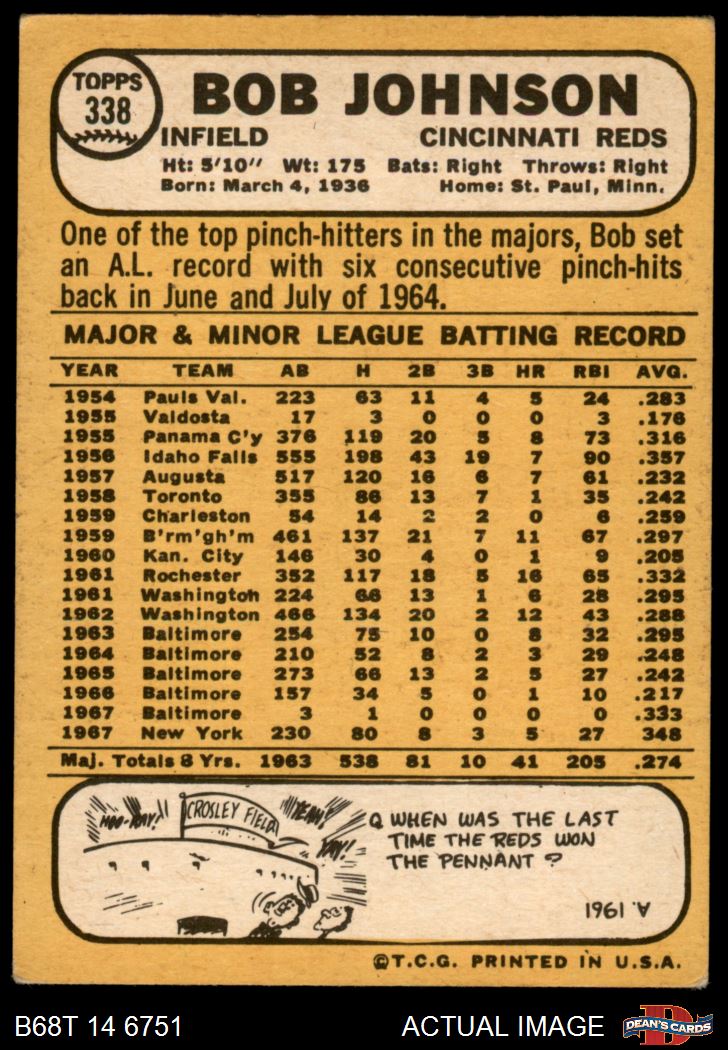 TOPPS
338
BOB JOHNSON
INFIELD CINCINNATI REDS
Ht: 5'10" Wt: 175 Bats: Right Throws: Right
Born: March 4, 1936 Home: St. Paul, Minn.
One of the top pinch-hitters in the majors, Bob set
an A.L. record with six consecutive pinch-hits
back in June and July of 1964.
MAJOR & MINOR LEAGUE BATTING RECORD
YEAR TEAM AB H 2B 3B HR RBI AVG.
1954 Pauls Val. 223 63 11 4 5 24 .283
1955 Valdosta 17 3 0 0 0 3 .176
1955 Panama C'y 376 119 20 5 8 73 .316
1956 Idaho Falls 555 198 43 19 7 90 .357
1957 Augusta 517 120 16 6 7 61 .232
1958 Toronto 355 86 13 7 1 35 .242
1959 Charleston 54 14 2 2 0 6 .259
1959 B'rm'gh'm 461 137 21 7 11 67 .297
1960 Kan. City 146 30 4 0 1 9 .205
1961 Rochester 352 117 18 5 16 65 .332
1961 Washington 224 66 13 1 6 28 .295
1962 Washington 466 134 20 2 12 43 .288
1963 Baltimore 254 75 10 0 8 32 .295
1964 Baltimore 210 52 8 2 3 29 .248
1965 Baltimore 273 66 13 2 5 27 .242
1966 Baltimore 157 34 5 0 1 10 .217
1967 Baltimore 3 1 0 0 0 0 .333
1967 New York 230 80 8 3 5 27 348
Maj. Totals 8 Yrs. 1963 538 81 10 41 205 .274
HOO-RAY!
CROSLEY FIELD
YEAH!
YAY!
Q WHEN WAS THE LAST
TIME THE REDS WON
THE PENNANT ?
A. 1961
©T.C.G. PRINTED IN U.S.A.
B68T 14 6751 ACTUAL IMAGE
DEAN'S CARDS